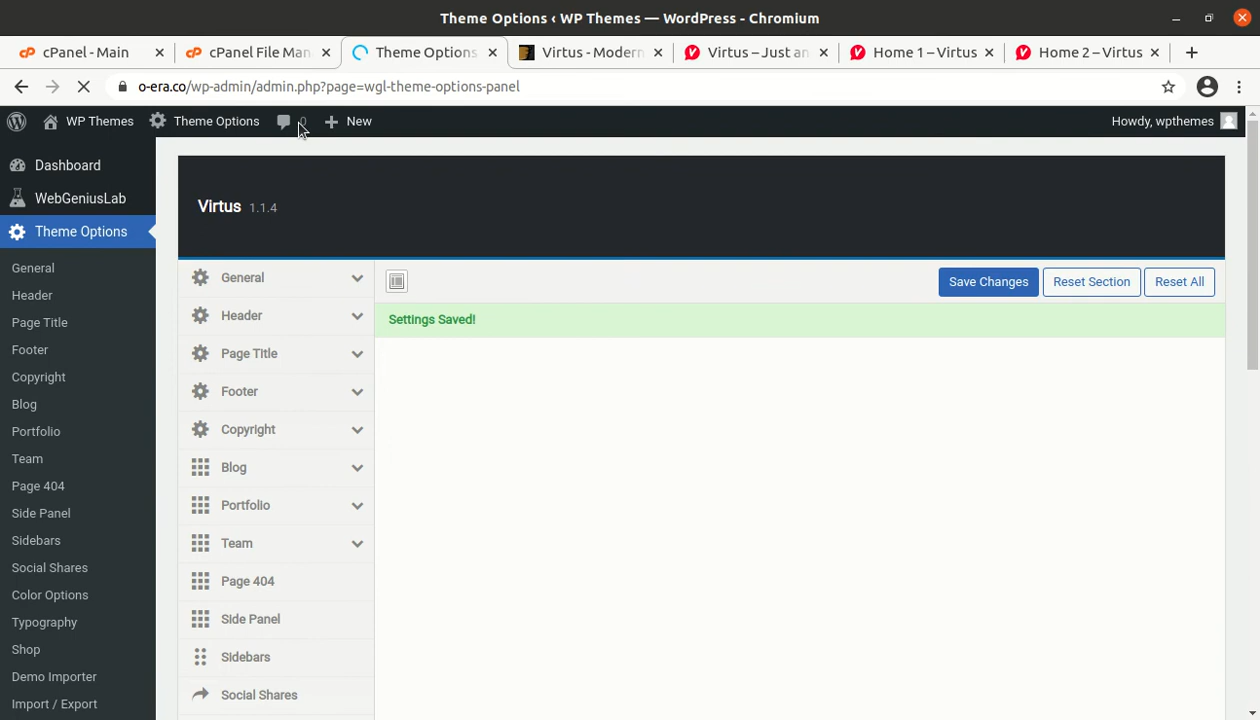 Theme Options ‹ WP Themes — WordPress - Chromium
cPanel - Main
cPanel File Man
Theme Options
Virtus - Modern
Virtus – Just an
Home 1 – Virtus
Home 2 – Virtus
o-era.co/wp-admin/admin.php?page=wgl-theme-options-panel
WP Themes
Theme Options
0
New
Howdy, wpthemes
Dashboard
WebGeniusLab
Theme Options
General
Header
Page Title
Footer
Copyright
Blog
Portfolio
Team
Page 404
Side Panel
Sidebars
Social Shares
Color Options
Typography
Shop
Demo Importer
Import / Export
Virtus 1.1.4
General
Header
Page Title
Footer
Copyright
Blog
Portfolio
Team
Page 404
Side Panel
Sidebars
Social Shares
Save Changes
Reset Section
Reset All
Settings Saved!